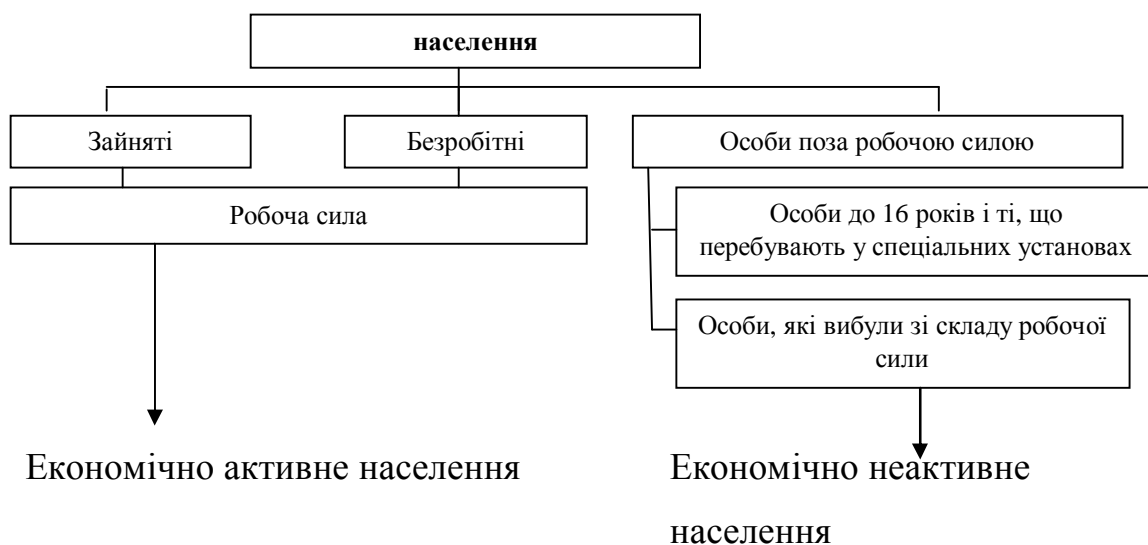 населення
Зайняті
Безробітні
Особи поза робочою силою
Робоча сила
Особи до 16 років і ті, що
перебувають у спеціальних установах
Особи, які вибули зі складу робочої
сили
Економічно активне населення
Економічно неактивне
населення